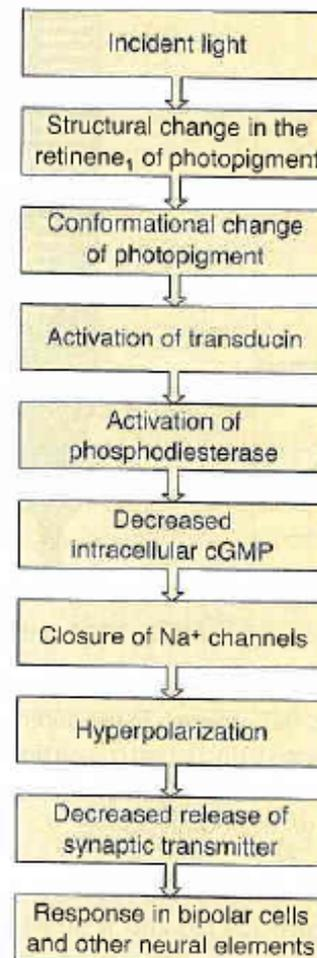 Incident light
Structural change in the
retinene₁ of photopigment
Conformational change
of photopigment
Activation of transducin
Activation of
phosphodiesterase
Decreased
intracellular cGMP
Closure of Na⁺ channels
Hyperpolarization
Decreased release of
synaptic transmitter
Response in bipolar cells
and other neural elements